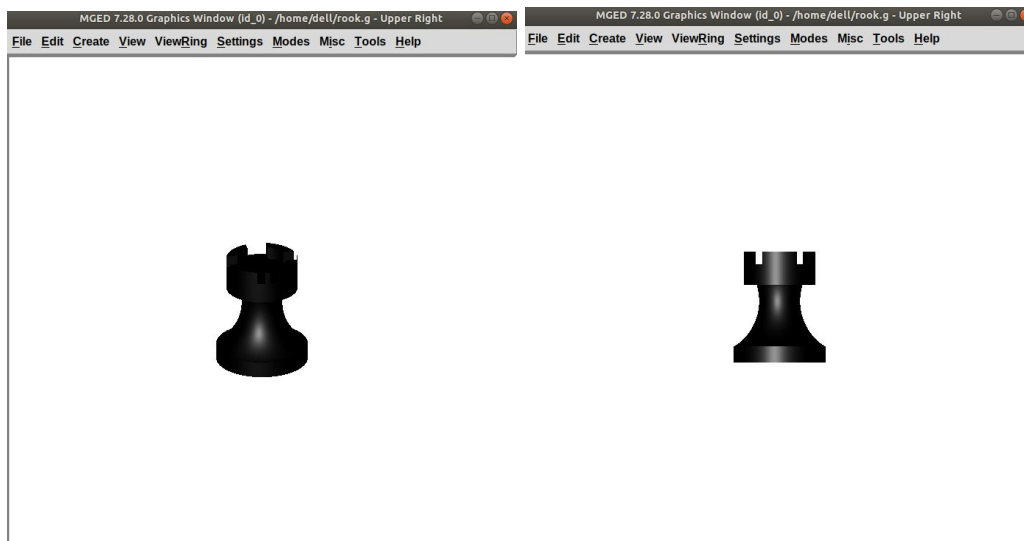 MGED 7.28.0 Graphics Window (id_0) - /home/dell/rook.g - Upper Right
File Edit Create View ViewRing Settings Modes Misc Tools Help
MGED 7.28.0 Graphics Window (id_0) - /home/dell/rook.g - Upper Right
File Edit Create View ViewRing Settings Modes Misc Tools Help